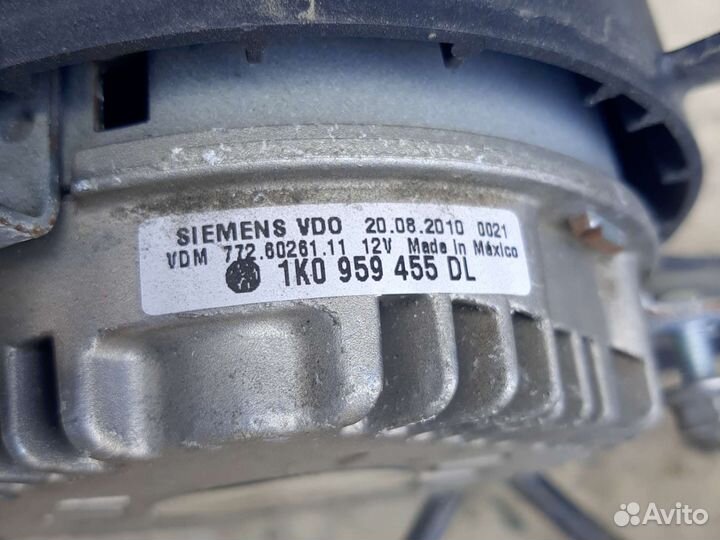 SIEMENS VDO 20.08.2010 0021
VDM 772.60261.11 12V Made in México
1K0 959 455 DL
Avito